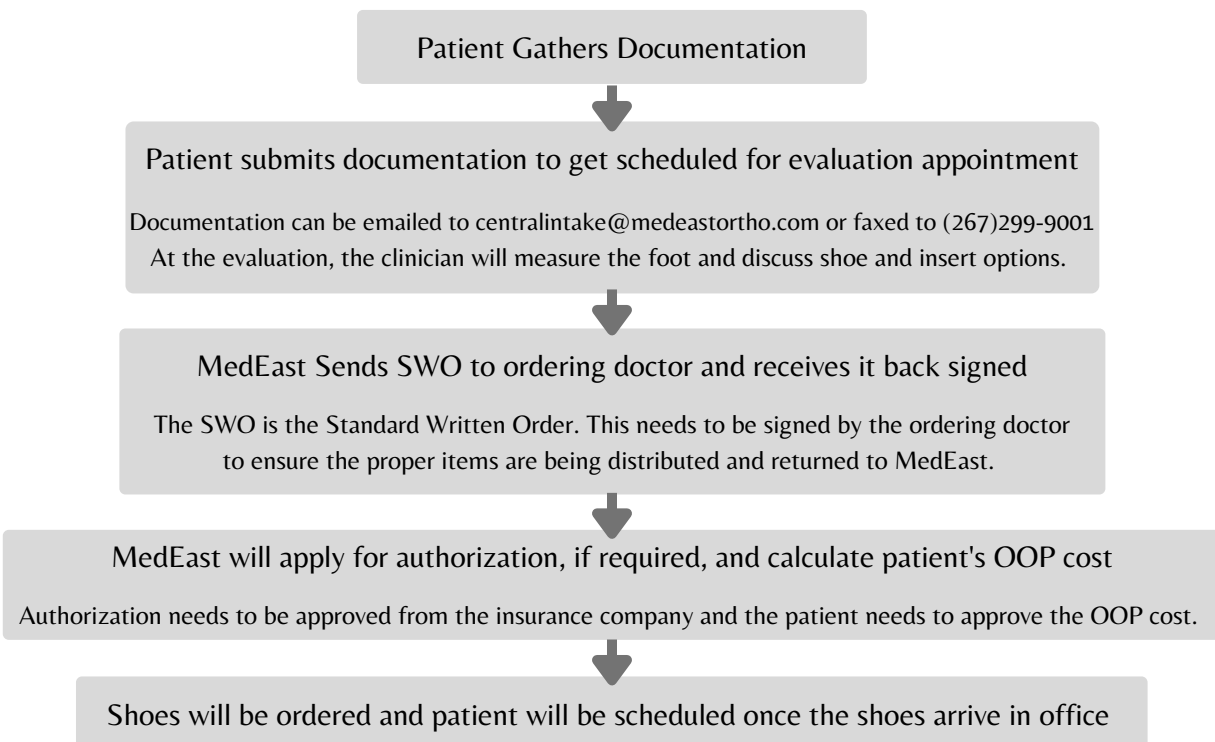 Patient Gathers Documentation
Patient submits documentation to get scheduled for evaluation appointment
Documentation can be emailed to centralintake@medeastortho.com or faxed to (267)299-9001
At the evaluation, the clinician will measure the foot and discuss shoe and insert options.
MedEast Sends SWO to ordering doctor and receives it back signed
The SWO is the Standard Written Order. This needs to be signed by the ordering doctor
to ensure the proper items are being distributed and returned to MedEast.
MedEast will apply for authorization, if required, and calculate patient's OOP cost
Authorization needs to be approved from the insurance company and the patient needs to approve the OOP cost.
Shoes will be ordered and patient will be scheduled once the shoes arrive in office